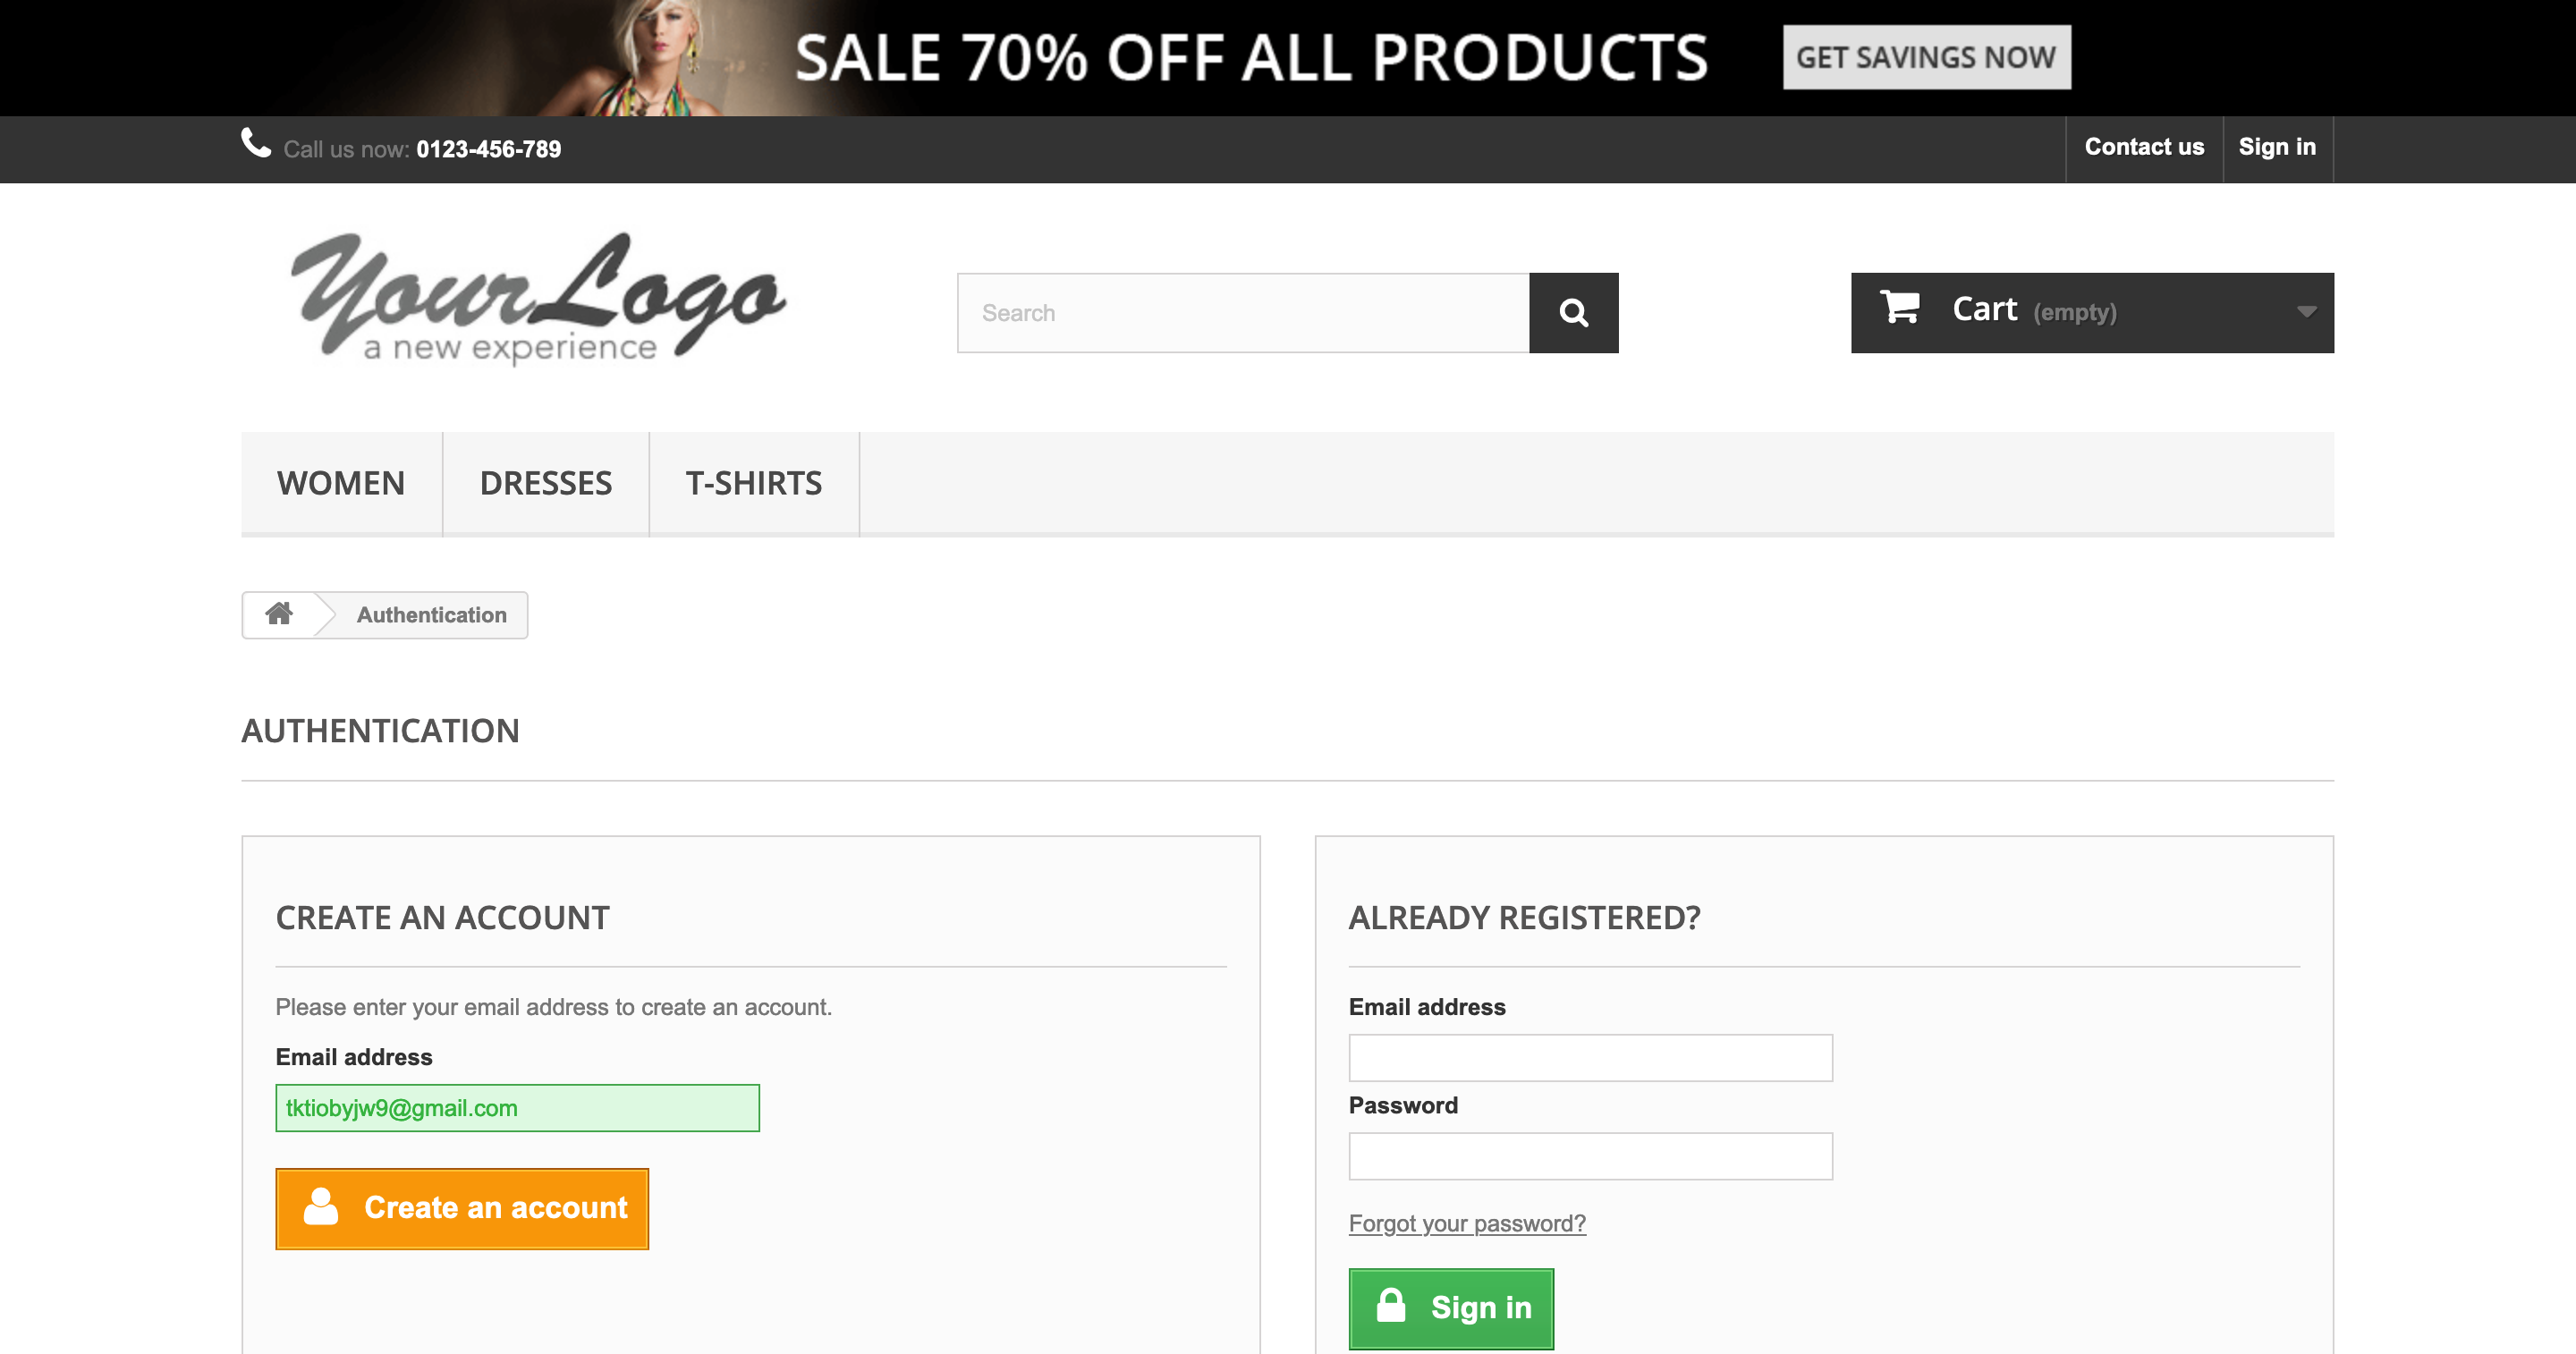 SALE 70% OFF ALL PRODUCTS
GET SAVINGS NOW
Call us now: 0123-456-789
Contact us
Sign in
Your Logo
a new experience
Search
Cart (empty)
WOMEN
DRESSES
T-SHIRTS
Authentication
AUTHENTICATION
CREATE AN ACCOUNT
Please enter your email address to create an account.
Email address
tktiobyjw9@gmail.com
Create an account
ALREADY REGISTERED?
Email address
Password
Forgot your password?
Sign in